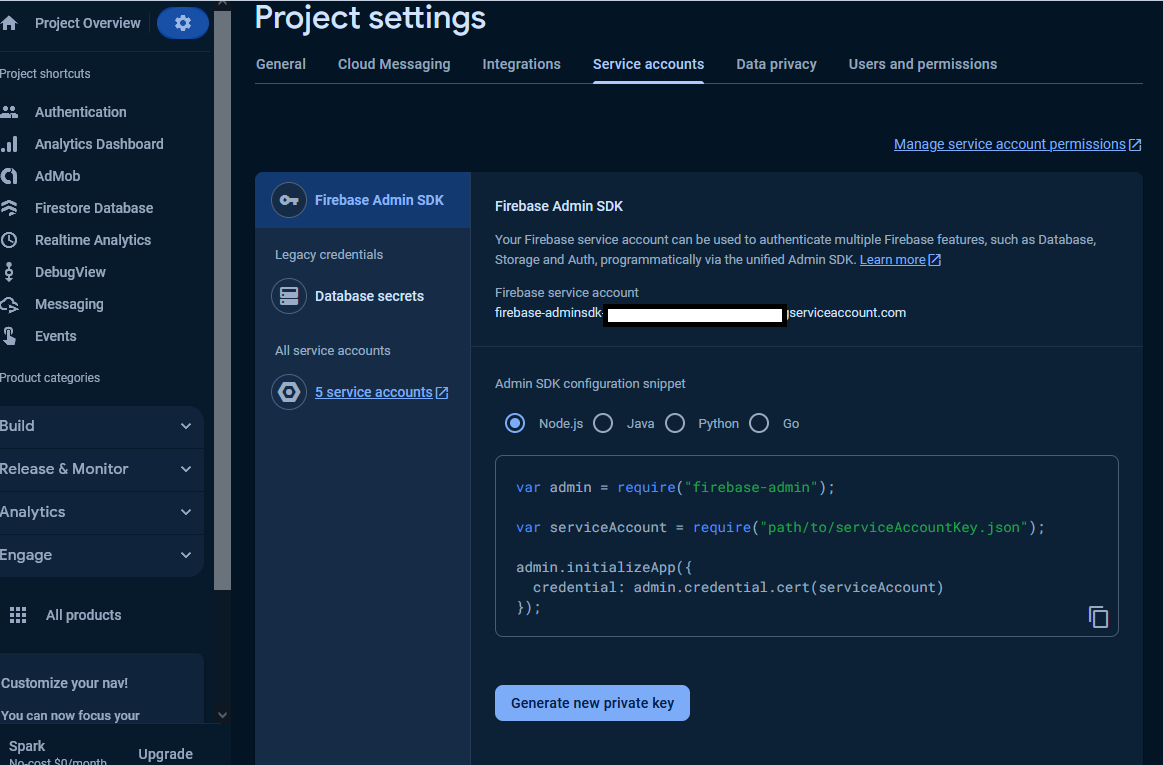 Project settings
Project Overview
Project shortcuts
Authentication
Analytics Dashboard
AdMob
Firestore Database
Realtime Analytics
DebugView
Messaging
Events
Product categories
Build
Release & Monitor
Analytics
Engage
All products
Customize your nav!
You can now focus your
Spark
No-cost $0/month
Upgrade
General Cloud Messaging Integrations Service accounts Data privacy Users and permissions
Manage service account permissions
Firebase Admin SDK
Legacy credentials
Database secrets
All service accounts
5 service accounts
Firebase Admin SDK
Your Firebase service account can be used to authenticate multiple Firebase features, such as Database,
Storage and Auth, programmatically via the unified Admin SDK. Learn more
Firebase service account
firebase-adminsdk- gserviceaccount.com
Admin SDK configuration snippet
Node.js Java Python Go
var admin = require("firebase-admin");
var serviceAccount = require("path/to/serviceAccountKey.json");
admin.initializeApp({
credential: admin.credential.cert(serviceAccount)
});
Generate new private key